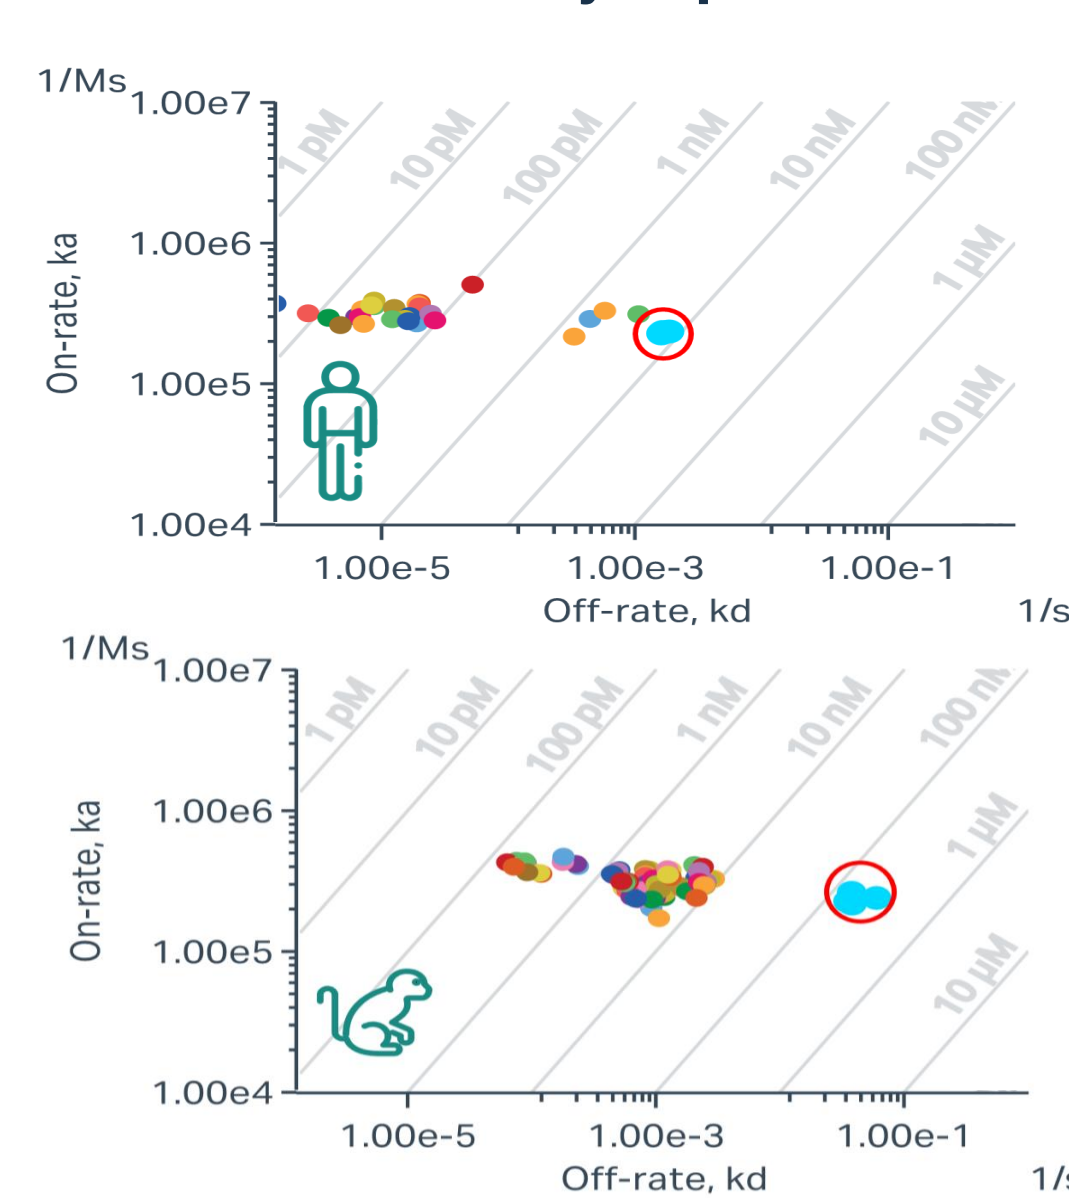 1/Ms
1.00e7
1.00e6
1.00e5
1.00e4
On-rate, ka
1 pM
10 pM
100 pM
1 nM
10 nM
100 nM
1 µM
10 µM
1.00e-5 1.00e-3 1.00e-1
Off-rate, kd 1/s
1/Ms
1.00e7
1.00e6
1.00e5
1.00e4
On-rate, ka
1 pM
10 pM
100 pM
1 nM
10 nM
100 nM
1 µM
10 µM
1.00e-5 1.00e-3 1.00e-1
Off-rate, kd 1/s